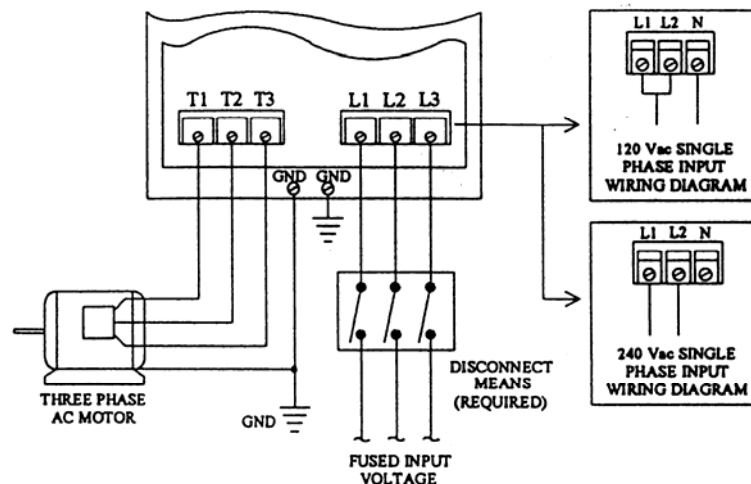 T1 T2 T3
L1 L2 L3
GND GND
THREE PHASE
AC MOTOR
GND
DISCONNECT
MEANS
(REQUIRED)
FUSED INPUT
VOLTAGE
L1 L2 N
120 Vac SINGLE
PHASE INPUT
WIRING DIAGRAM
L1 L2 N
240 Vac SINGLE
PHASE INPUT
WIRING DIAGRAM